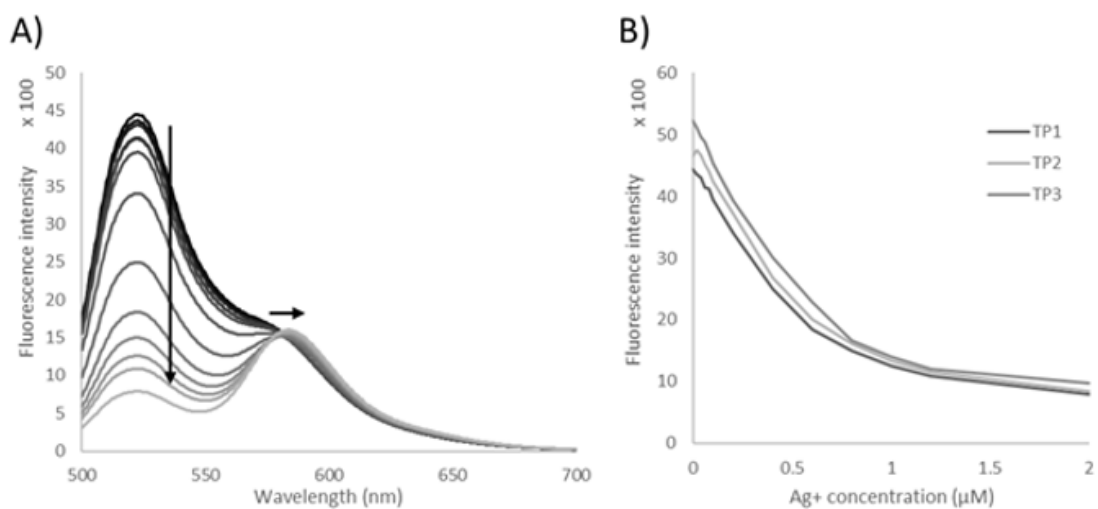 A)
x 100
Fluorescence intensity
50
45
40
35
30
25
20
15
10
5
0
500
550
600
650
700
Wavelength (nm)
B)
x 100
Fluorescence intensity
60
50
40
30
20
10
0
TP1
TP2
TP3
0
0.5
1
1.5
2
Ag+ concentration (µM)